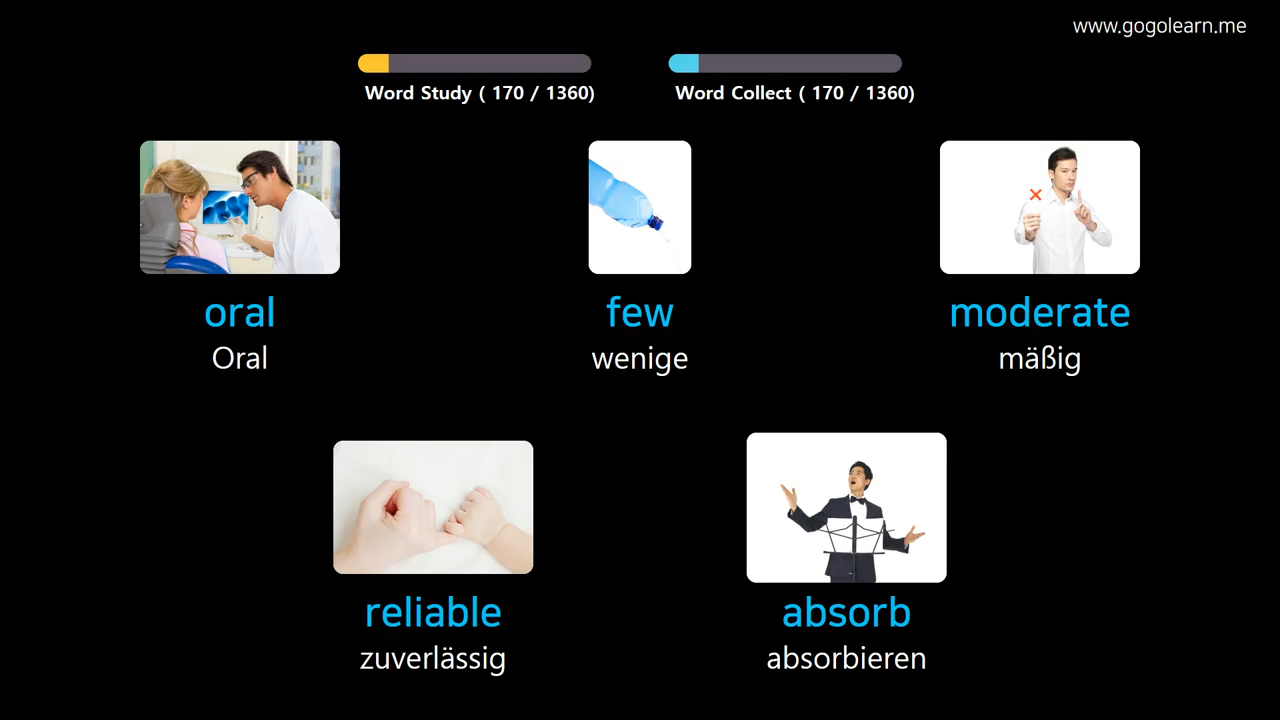 www.gogolearn.me
Word Study ( 170 / 1360)
Word Collect ( 170 / 1360)
oral
Oral
few
wenige
moderate
mäßig
reliable
zuverlässig
absorb
absorbieren